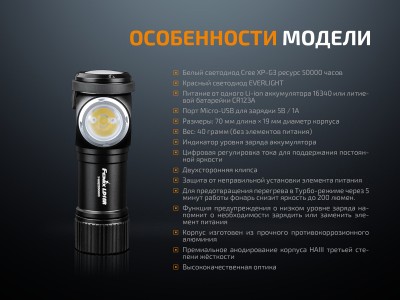 ОСОБЕННОСТИ МОДЕЛИ
Белый светодиод Cree XP-G3 ресурс 50000 часов
Красный светодиод EVERLIGHT
Питание от одного Li-ion аккумулятора 16340 или литие-
вой батарейки CR123A
Порт Micro-USB для зарядки 5В / 1А
Размеры: 70 мм длина × 19 мм диаметр корпуса
Вес: 40 грамм (без элементов питания)
Индикатор уровня заряда аккумулятора
Цифровая регулировка тока для поддержания постоян-
ной яркости
Двухсторонняя клипса
Защита от неправильной установки элемента питания
Для предотвращения перегрева в Турбо-режиме через 5
минут работы фонарь снизит яркость до 200 люмен.
Функция предупреждения о низком уровне заряда на-
помнит о необходимости зарядить или заменить эле-
мент питания
Корпус изготовен из прочного противокоррозионного
алюминия
Премиальное анодирование корпуса HAIII третьей сте-
пени жёсткости
Высококачественная оптика
Fenix LD15R